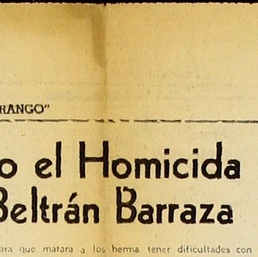 RANGO"
o el Homicida
Beltrán Barraza
ara que matara a los herma tener dificultades con